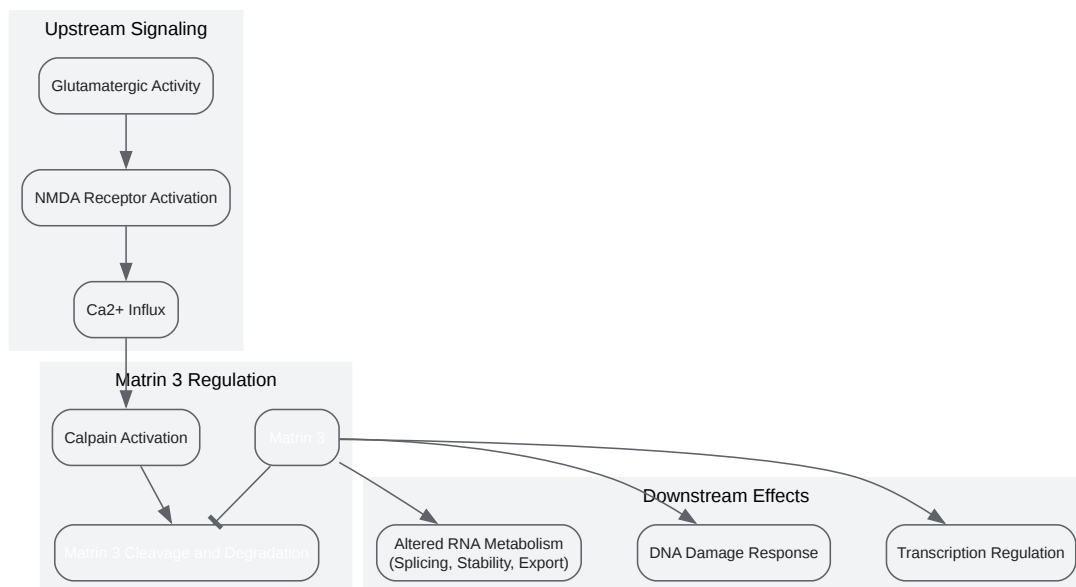 Upstream Signaling
Glutamatergic Activity
NMDA Receptor Activation
Ca2+ Influx
Matrin 3 Regulation
Calpain Activation
Matrin 3
Downstream Effects
Matrin 3 Cleavage and Degradation
Altered RNA Metabolism
(Splicing, Stability, Export)
DNA Damage Response
Transcription Regulation